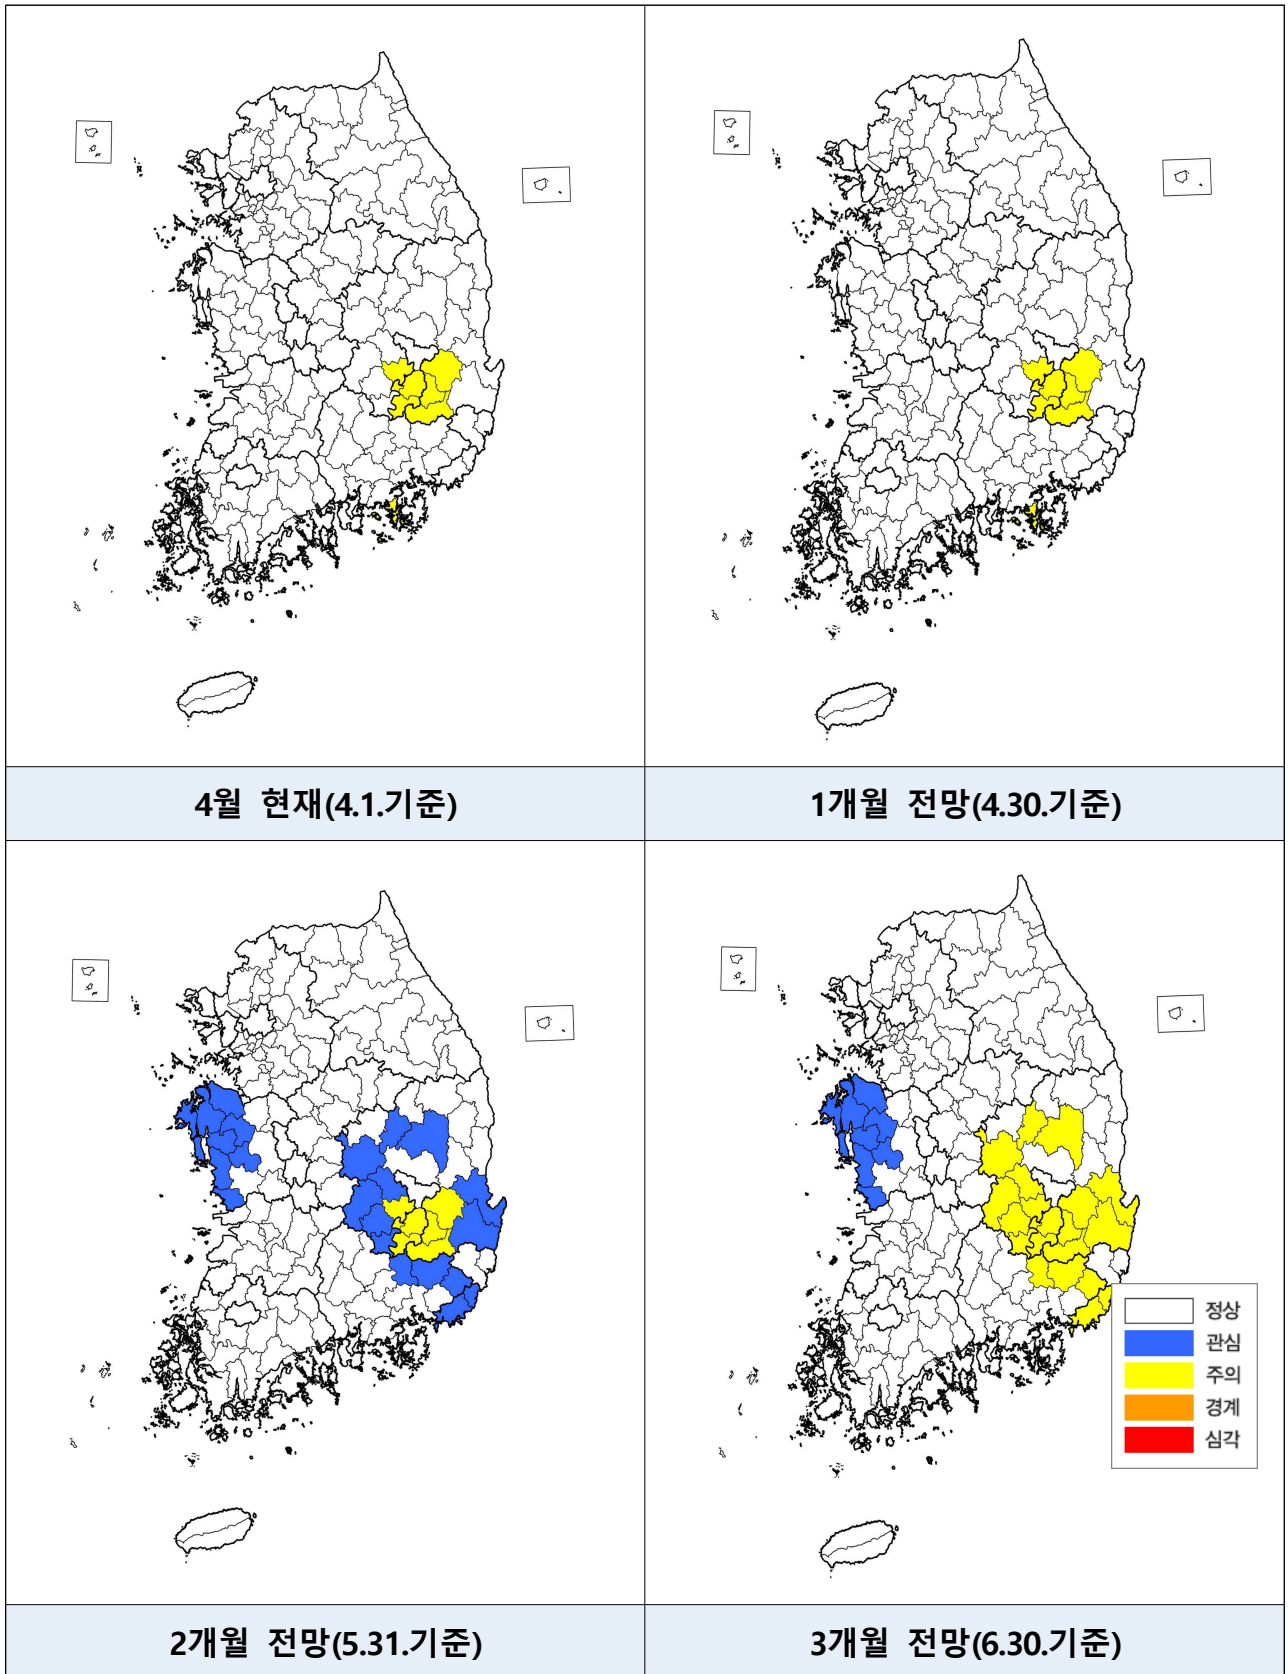 4월 현재(4.1.기준)
1개월 전망(4.30.기준)
정상
관심
주의
경계
심각
2개월 전망(5.31.기준)
3개월 전망(6.30.기준)